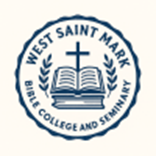 WEST SAINT MARK
BIBLE COLLEGE AND SEMINARY